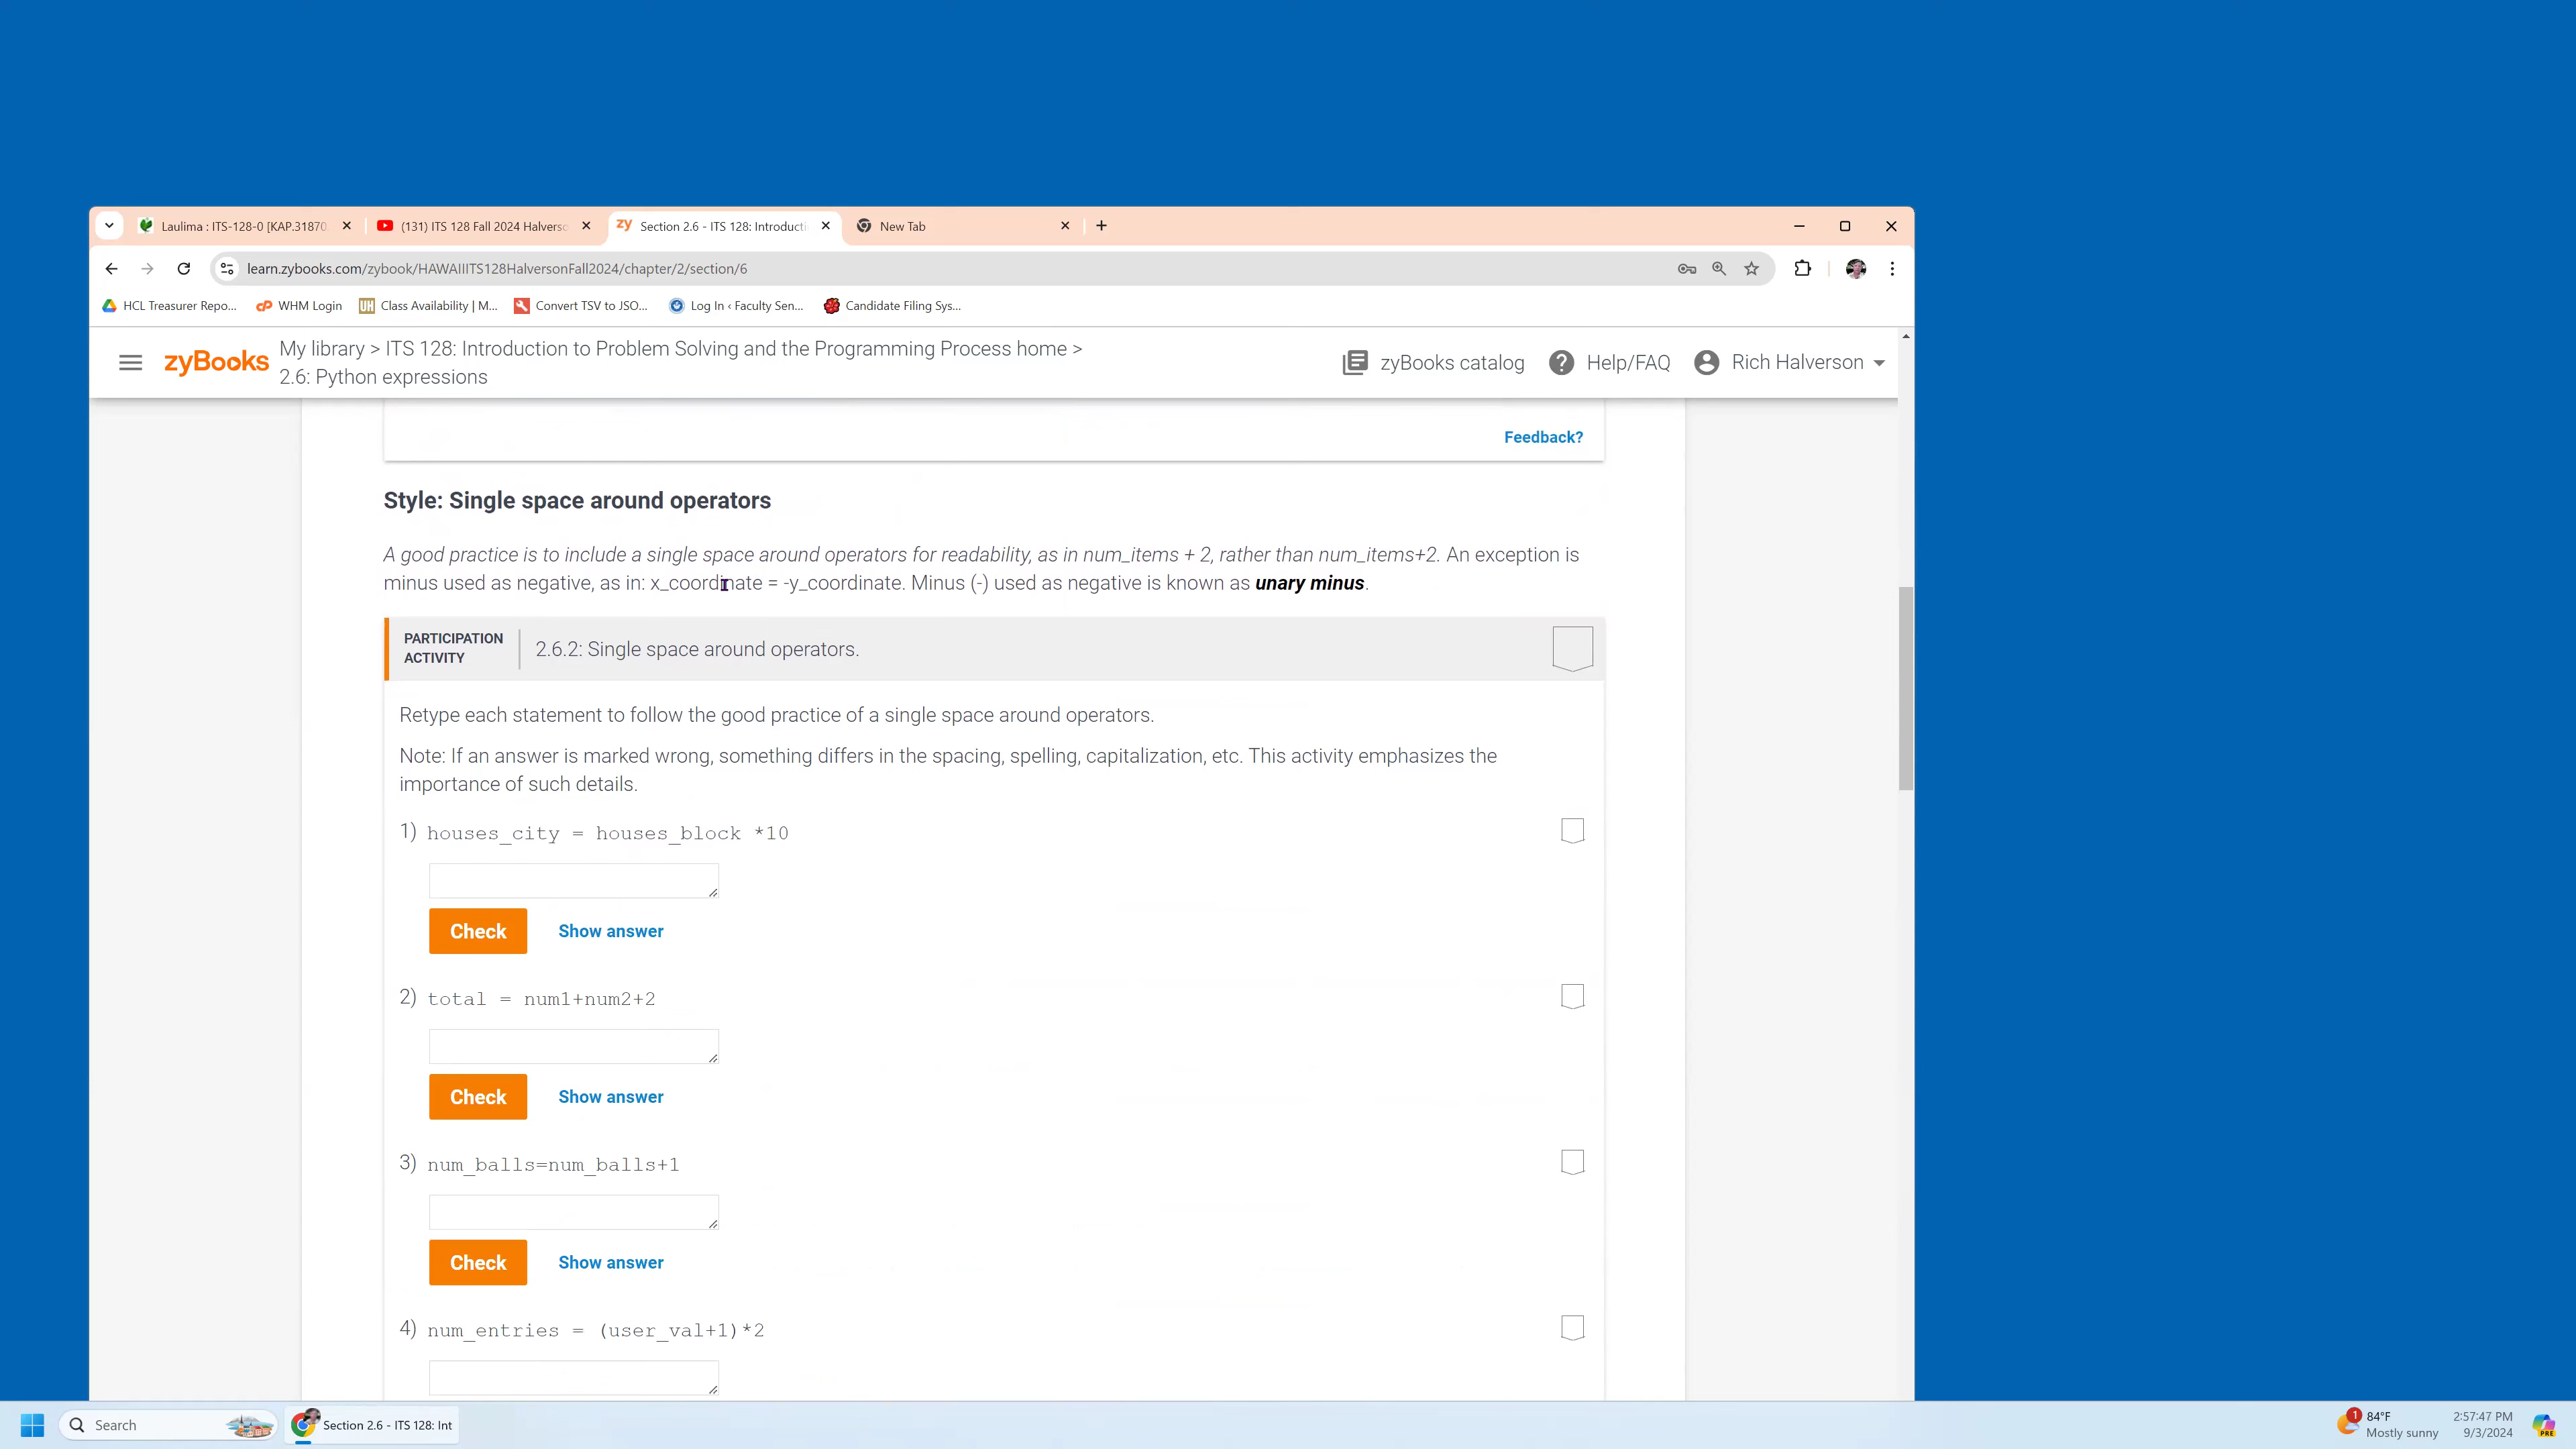 Laulima : ITS-128-0 [KAP.31870
(131) ITS 128 Fall 2024 Halverso
zy Section 2.6 - ITS 128: Introducti
New Tab
learn.zybooks.com/zybook/HAWAIIITS128HalversonFall2024/chapter/2/section/6
HCL Treasurer Repo...
WHM Login
Class Availability | M...
Convert TSV to JSO...
Log In ‹ Faculty Sen...
Candidate Filing Sys...
zyBooks
My library > ITS 128: Introduction to Problem Solving and the Programming Process home >
2.6: Python expressions
zyBooks catalog
Help/FAQ
Rich Halverson
Feedback?
Style: Single space around operators
A good practice is to include a single space around operators for readability, as in num_items + 2, rather than num_items+2. An exception is
minus used as negative, as in: x_coordinate = -y_coordinate. Minus (-) used as negative is known as unary minus.
PARTICIPATION
ACTIVITY
2.6.2: Single space around operators.
Retype each statement to follow the good practice of a single space around operators.
Note: If an answer is marked wrong, something differs in the spacing, spelling, capitalization, etc. This activity emphasizes the
importance of such details.
1) houses_city = houses_block *10
Check Show answer
2) total = num1+num2+2
Check Show answer
3) num_balls=num_balls+1
Check Show answer
4) num_entries = (user_val+1)*2
Search
Section 2.6 - ITS 128: Int
1
84°F
Mostly sunny
2:57:47 PM
9/3/2024
PRE